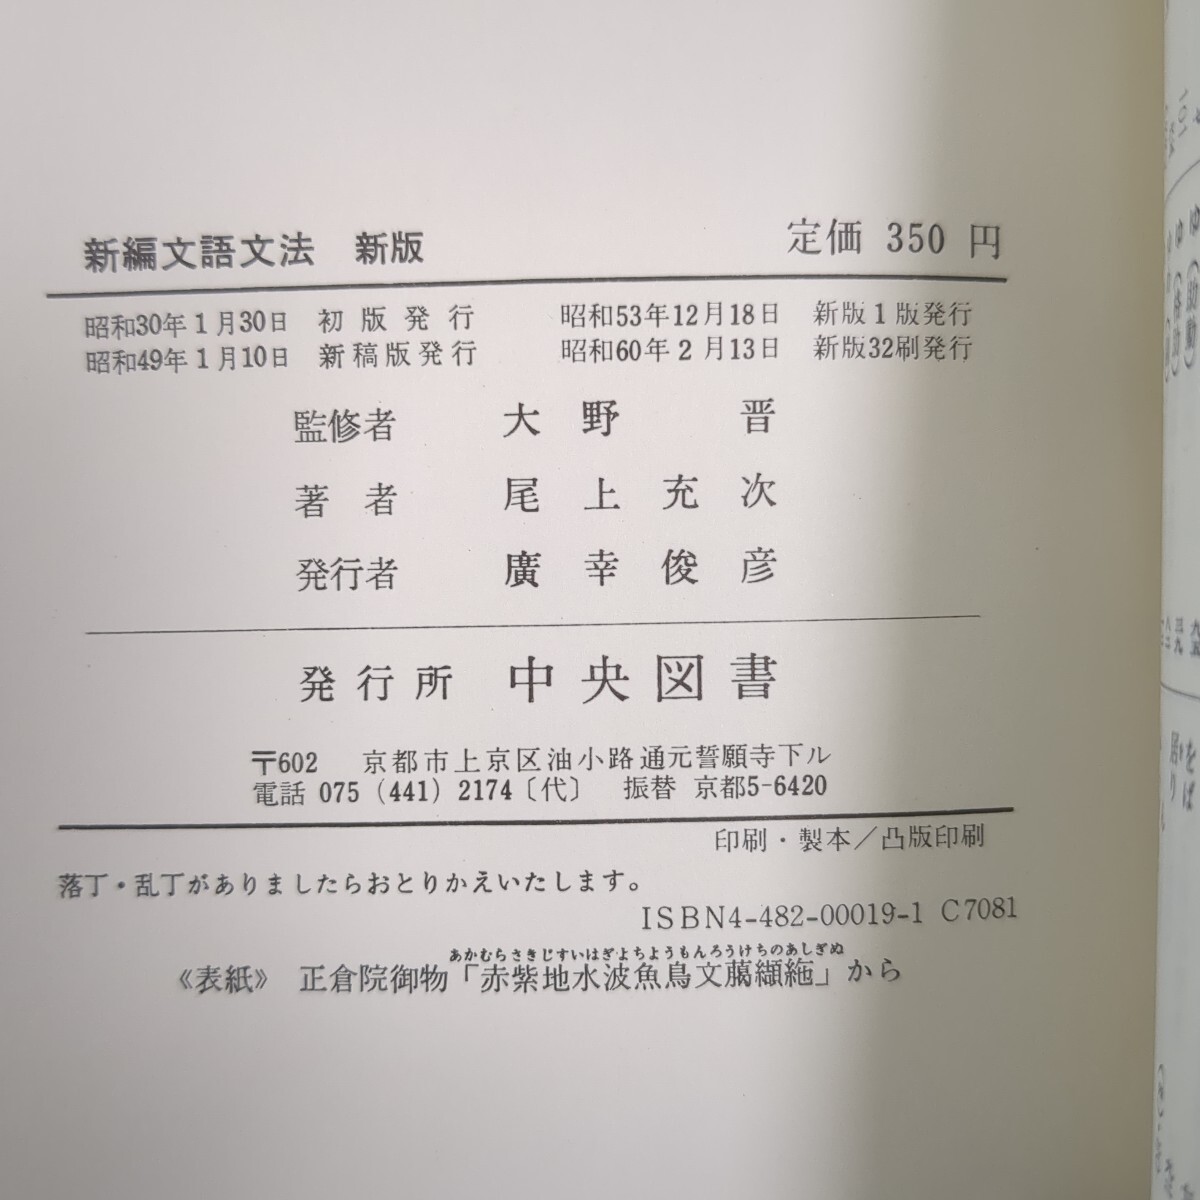 新編文語文法 新版 定価 350 円
昭和30年1月30日 初版発行 昭和53年12月18日 新版1版発行
昭和49年1月10日 新稿版発行 昭和60年2月13日 新版32刷発行
監修者 大野 晋
著者 尾上充次
発行者 廣幸俊彦
発行所 中央図書
〒602 京都市上京区油小路通元誓願寺下ル
電話 075 (441) 2174〔代〕 振替 京都5-6420
印刷・製本／凸版印刷
落丁・乱丁がありましたらおとりかえいたします。
ISBN4-482-00019-1 C7081
あかむらさきじすいはぎよちようもんろうけちのあしぎぬ
《表紙》 正倉院御物「赤紫地水波魚鳥文﨟纈絁」から